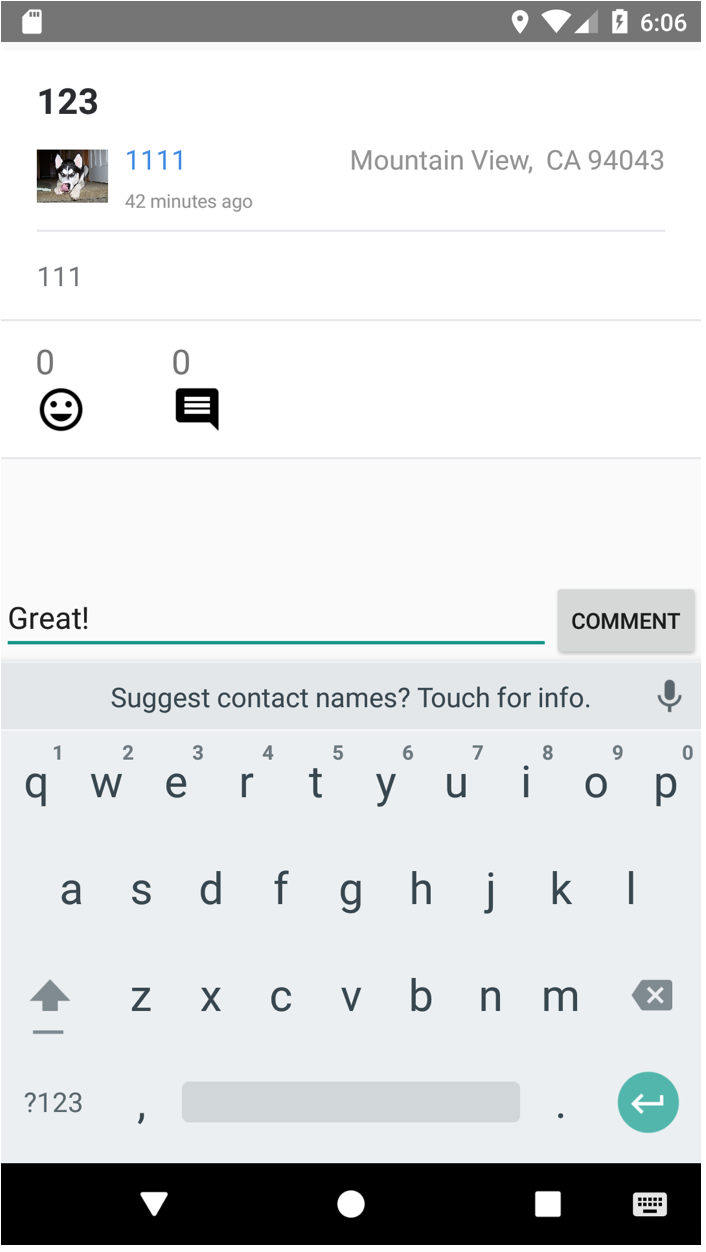 6:06
123
1111 Mountain View, CA 94043
42 minutes ago
111
0 0
Great! COMMENT
Suggest contact names? Touch for info.
1 2 3 4 5 6 7 8 9 0
q w e r t y u i o p
a s d f g h j k l
z x c v b n m
?123 , .